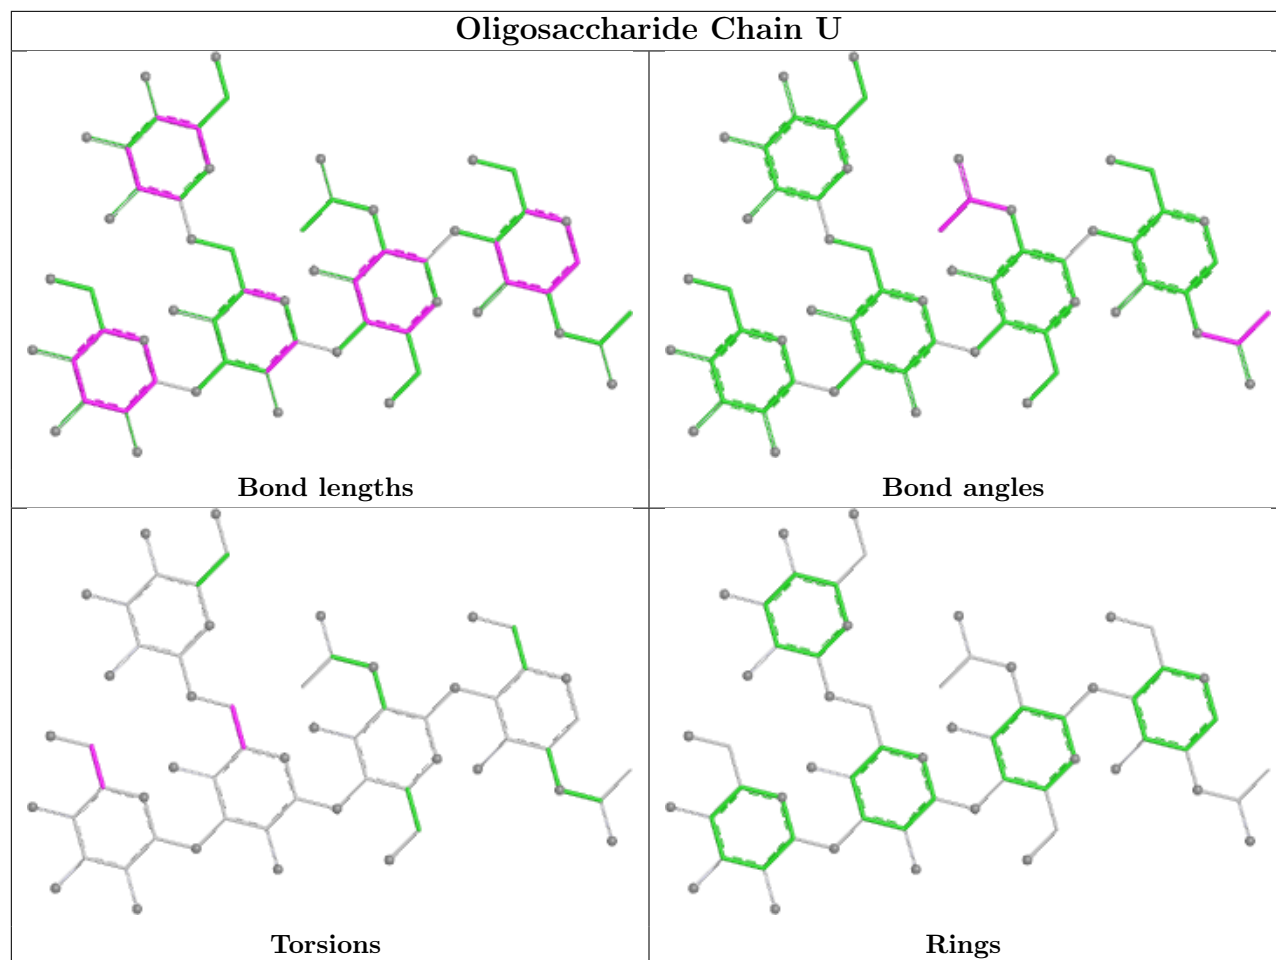 Oligosaccharide Chain U
Bond lengths
Bond angles
Torsions
Rings